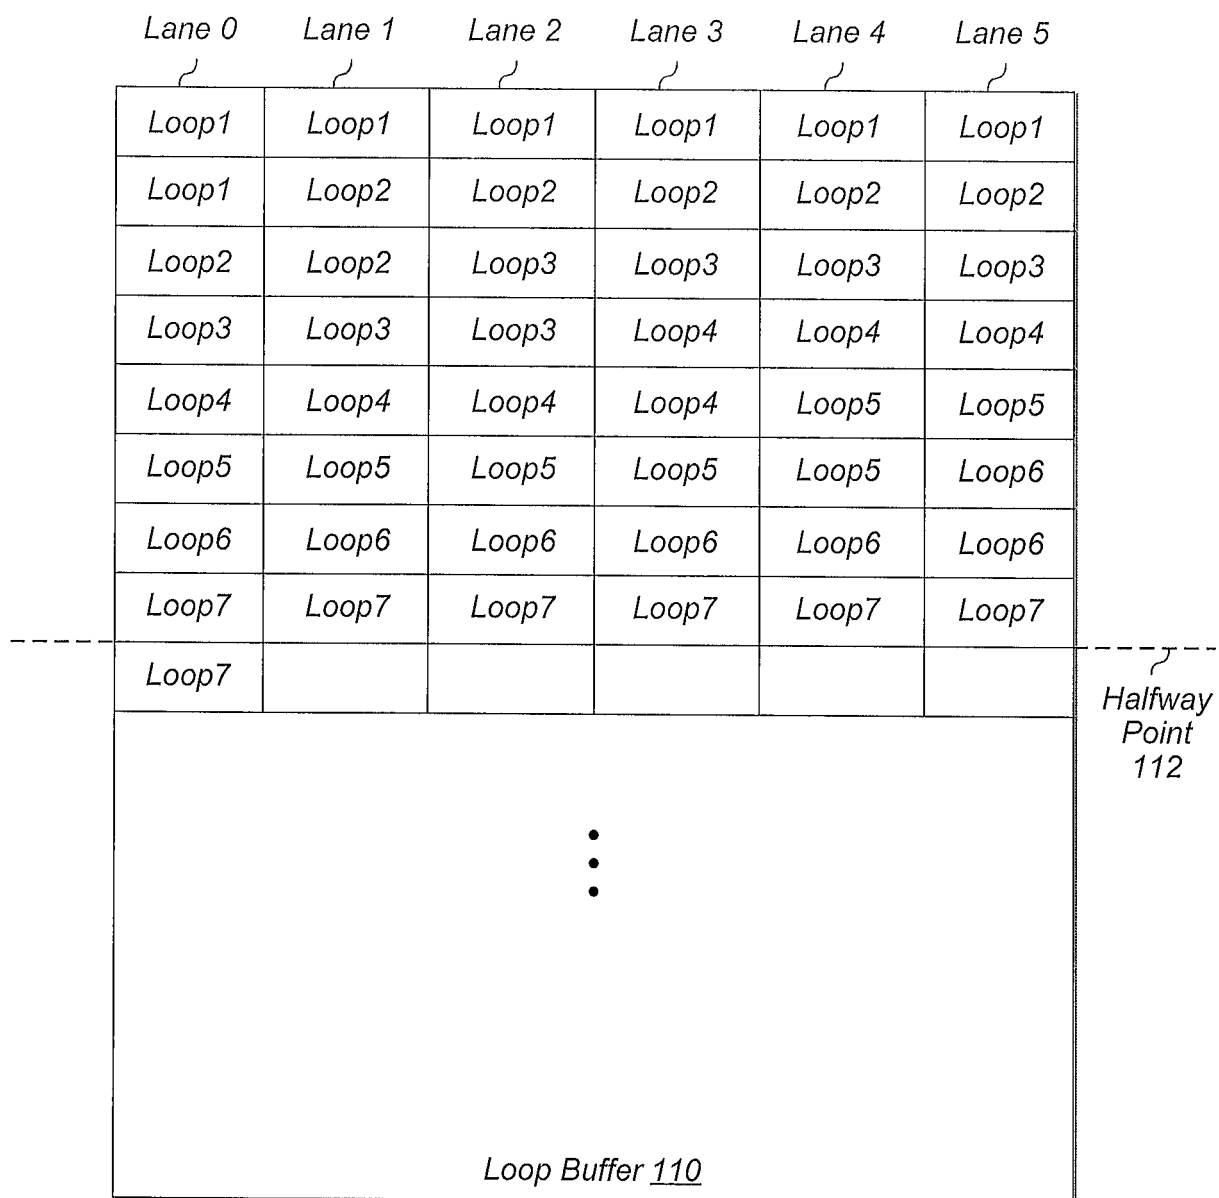 Lane 0 Lane 1 Lane 2 Lane 3 Lane 4 Lane 5
Loop1 Loop1 Loop1 Loop1 Loop1 Loop1
Loop1 Loop2 Loop2 Loop2 Loop2 Loop2
Loop2 Loop2 Loop3 Loop3 Loop3 Loop3
Loop3 Loop3 Loop3 Loop4 Loop4 Loop4
Loop4 Loop4 Loop4 Loop4 Loop5 Loop5
Loop5 Loop5 Loop5 Loop5 Loop5 Loop6
Loop6 Loop6 Loop6 Loop6 Loop6 Loop6
Loop7 Loop7 Loop7 Loop7 Loop7 Loop7
Loop7
Halfway
Point
112
Loop Buffer 110